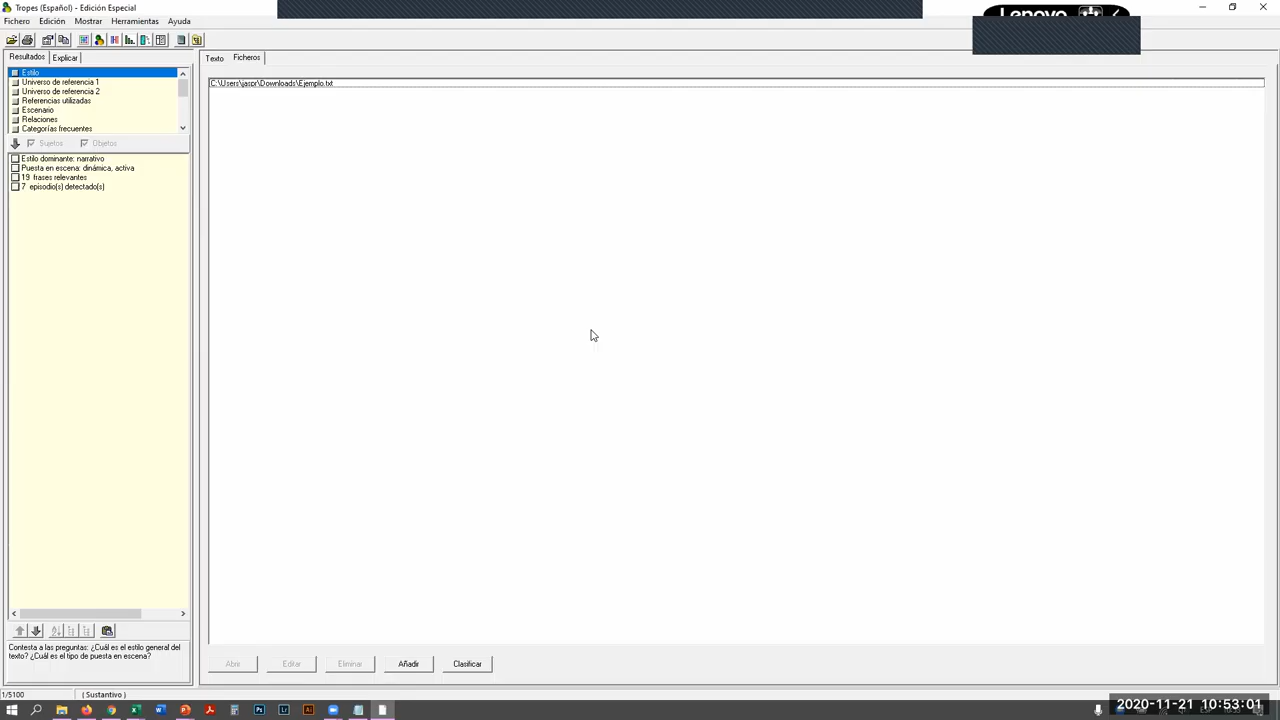 Tropes (Español) - Edición Especial
Lenovo
Fichero Edición Mostrar Herramientas Ayuda
Resultados Explicar
Texto Ficheros
Estilo
Universo de referencia 1
Universo de referencia 2
Referencias utilizadas
Escenario
Relaciones
Categorías frecuentes
Sujetos Objetos
Estilo dominante: narrativo
Puesta en escena: dinámica, activa
19 frases relevantes
7 episodio(s) detectado(s)
C:\Users\jaspr\Downloads\Ejemplo.txt
Contesta a las preguntas: ¿Cuál es el estilo general del
texto? ¿Cuál es el tipo de puesta en escena?
Abrir Editar Eliminar Añadir Clasificar
1/5100 ( Sustantivo )
2020-11-21 10:53:01